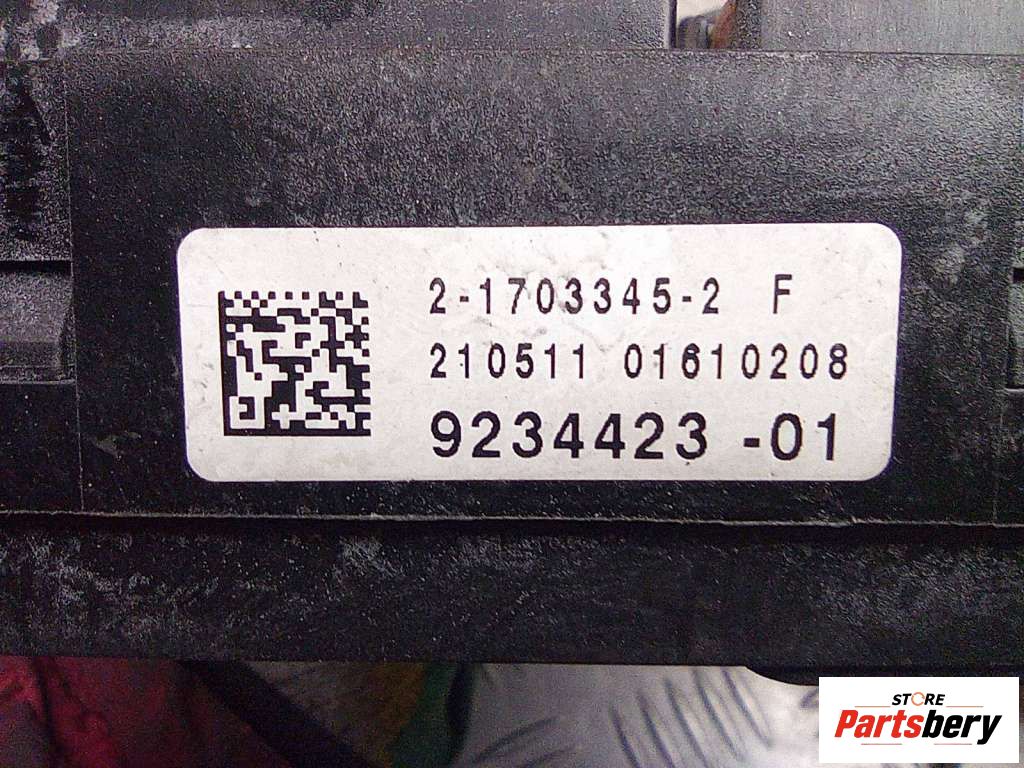 2-1703345-2 F
210511 01610208
9234423 -01
STORE
Partsbery